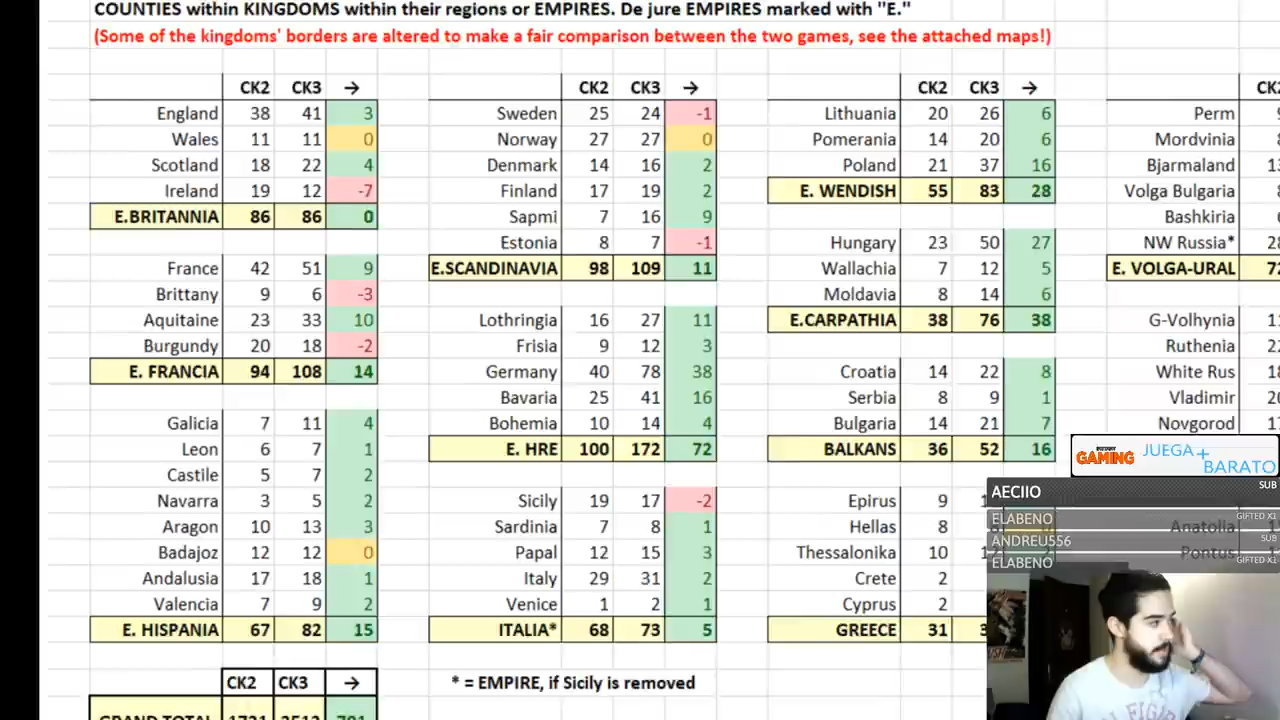 COUNTIES within KINGDOMS within their regions or EMPIRES. De jure EMPIRES marked with "E."
(Some of the kingdoms' borders are altered to make a fair comparison between the two games, see the attached maps!)
CK2 CK3 →
England 38 41 3
Wales 11 11 0
Scotland 18 22 4
Ireland 19 12 -7
E.BRITANNIA 86 86 0
France 42 51 9
Brittany 9 6 -3
Aquitaine 23 33 10
Burgundy 20 18 -2
E. FRANCIA 94 108 14
Galicia 7 11 4
Leon 6 7 1
Castile 5 7 2
Navarra 3 5 2
Aragon 10 13 3
Badajoz 12 12 0
Andalusia 17 18 1
Valencia 7 9 2
E. HISPANIA 67 82 15
CK2 CK3 →
GRAND TOTAL
CK2 CK3 →
Sweden 25 24 -1
Norway 27 27 0
Denmark 14 16 2
Finland 17 19 2
Sapmi 7 16 9
Estonia 8 7 -1
E.SCANDINAVIA 98 109 11
Lothringia 16 27 11
Frisia 9 12 3
Germany 40 78 38
Bavaria 25 41 16
Bohemia 10 14 4
E. HRE 100 172 72
Sicily 19 17 -2
Sardinia 7 8 1
Papal 12 15 3
Italy 29 31 2
Venice 1 2 1
ITALIA* 68 73 5
* = EMPIRE, if Sicily is removed
CK2 CK3 →
Lithuania 20 26 6
Pomerania 14 20 6
Poland 21 37 16
E. WENDISH 55 83 28
Hungary 23 50 27
Wallachia 7 12 5
Moldavia 8 14 6
E.CARPATHIA 38 76 38
Croatia 14 22 8
Serbia 8 9 1
Bulgaria 14 21 7
BALKANS 36 52 16
Epirus 9
Hellas 8
Thessalonika 10
Crete 2
Cyprus 2
GREECE 31
Perm
Mordvinia
Bjarmaland
Volga Bulgaria
Bashkiria
NW Russia*
E. VOLGA-URAL
G-Volhynia
Ruthenia
White Rus
Vladimir
Novgorod
Anatolia
Pontus
INSTANT GAMING JUEGA+
BARATO
AECIIO SUB
ELABENO GIFTED X1
ANDREU556 SUB
ELABENO GIFTED X1